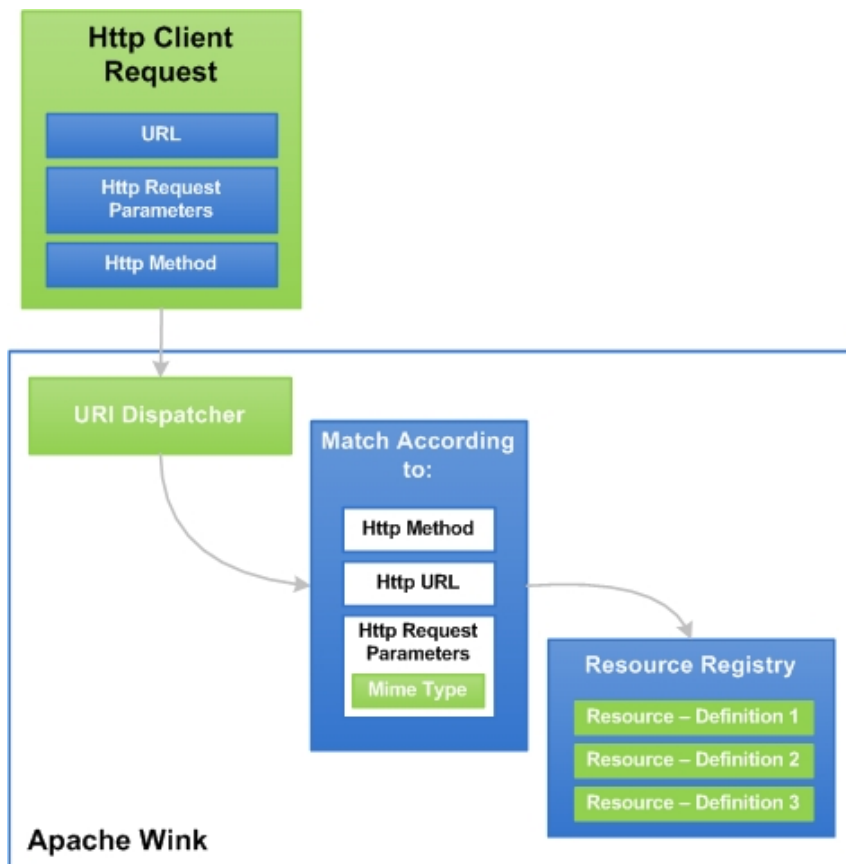 Http Client
Request
URL
Http Request
Parameters
Http Method
URI Dispatcher
Match According
to:
Http Method
Http URL
Http Request
Parameters
Mime Type
Resource Registry
Resource – Definition 1
Resource – Definition 2
Resource – Definition 3
Apache Wink